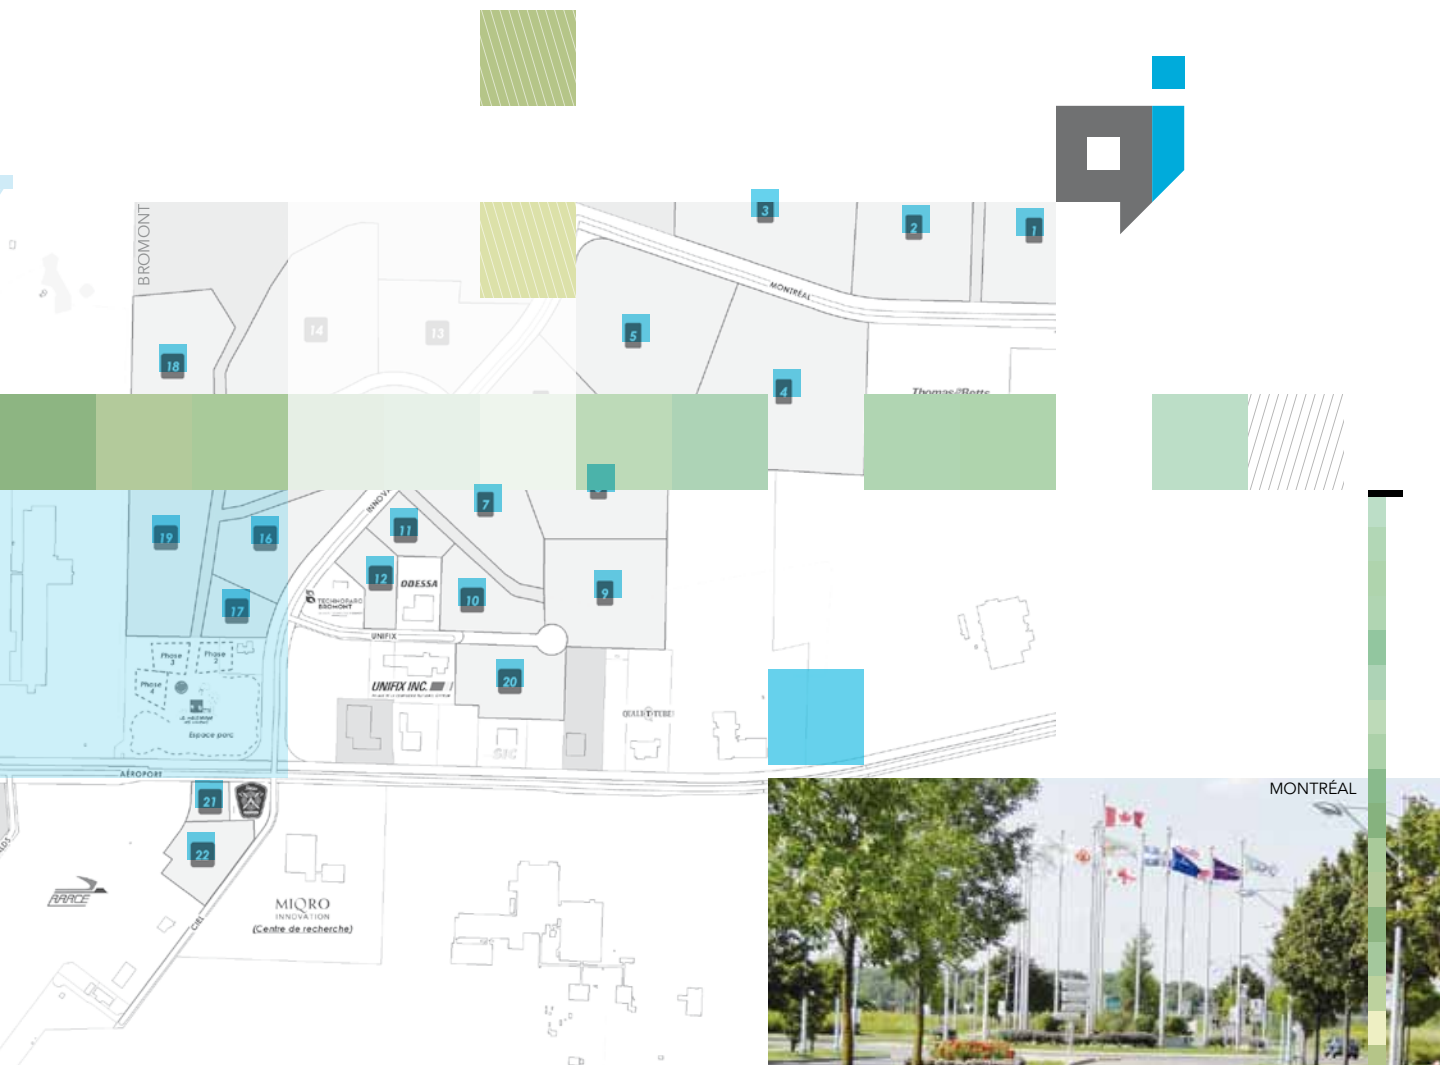 BROMONT
3
2
1
MONTRÉAL
14
13
5
18
4
Thomas&Betts
7
INNOV
11
19
16
12
ODESSA
10
9
17
TECHNOPARC
BROMONT
UNIFIX
Phase
3
Phase
2
Phase
4
UNIFIX INC.
20
Espace parc
AÉROPORT
MONTRÉAL
21
22
CIEL
MIQRO
INNOVATION
(Centre de recherche)